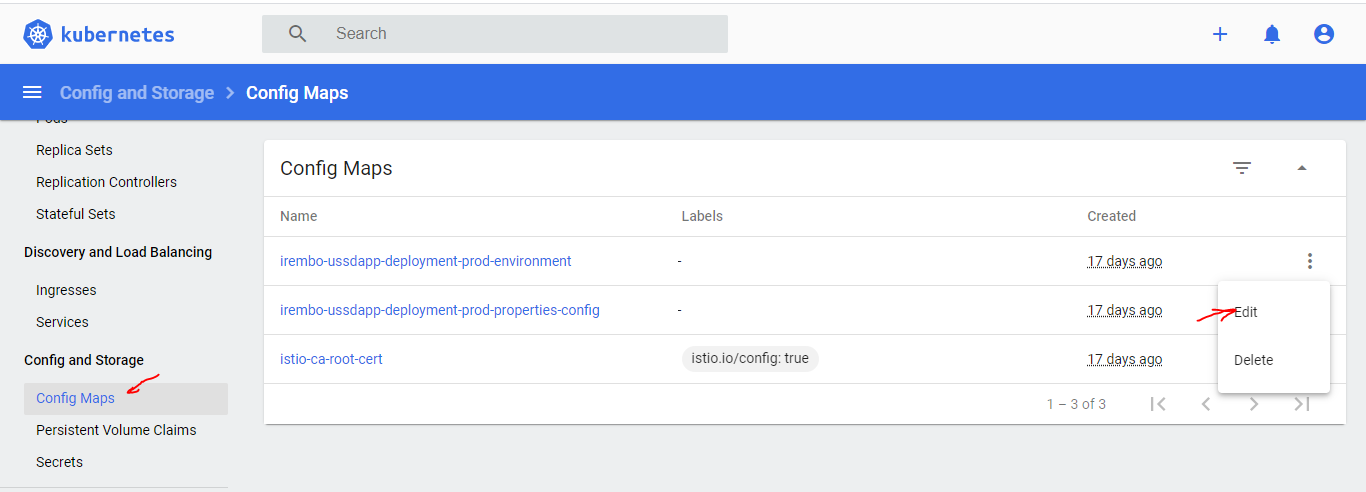 kubernetes
Search
Config and Storage > Config Maps
Pods
Replica Sets
Replication Controllers
Stateful Sets
Discovery and Load Balancing
Ingresses
Services
Config and Storage
Config Maps
Persistent Volume Claims
Secrets
Config Maps
Name Labels Created
irembo-ussdapp-deployment-prod-environment - 17 days ago
irembo-ussdapp-deployment-prod-properties-config - 17 days ago
istio-ca-root-cert istio.io/config: true 17 days ago
Edit
Delete
1 – 3 of 3